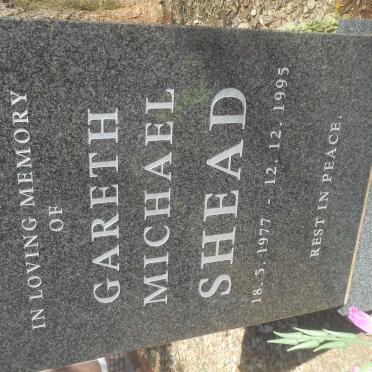 IN LOVING MEMORY
OF
GARETH
MICHAEL
SHEAD
18.5.1977 - 12.12.1995
REST IN PEACE.